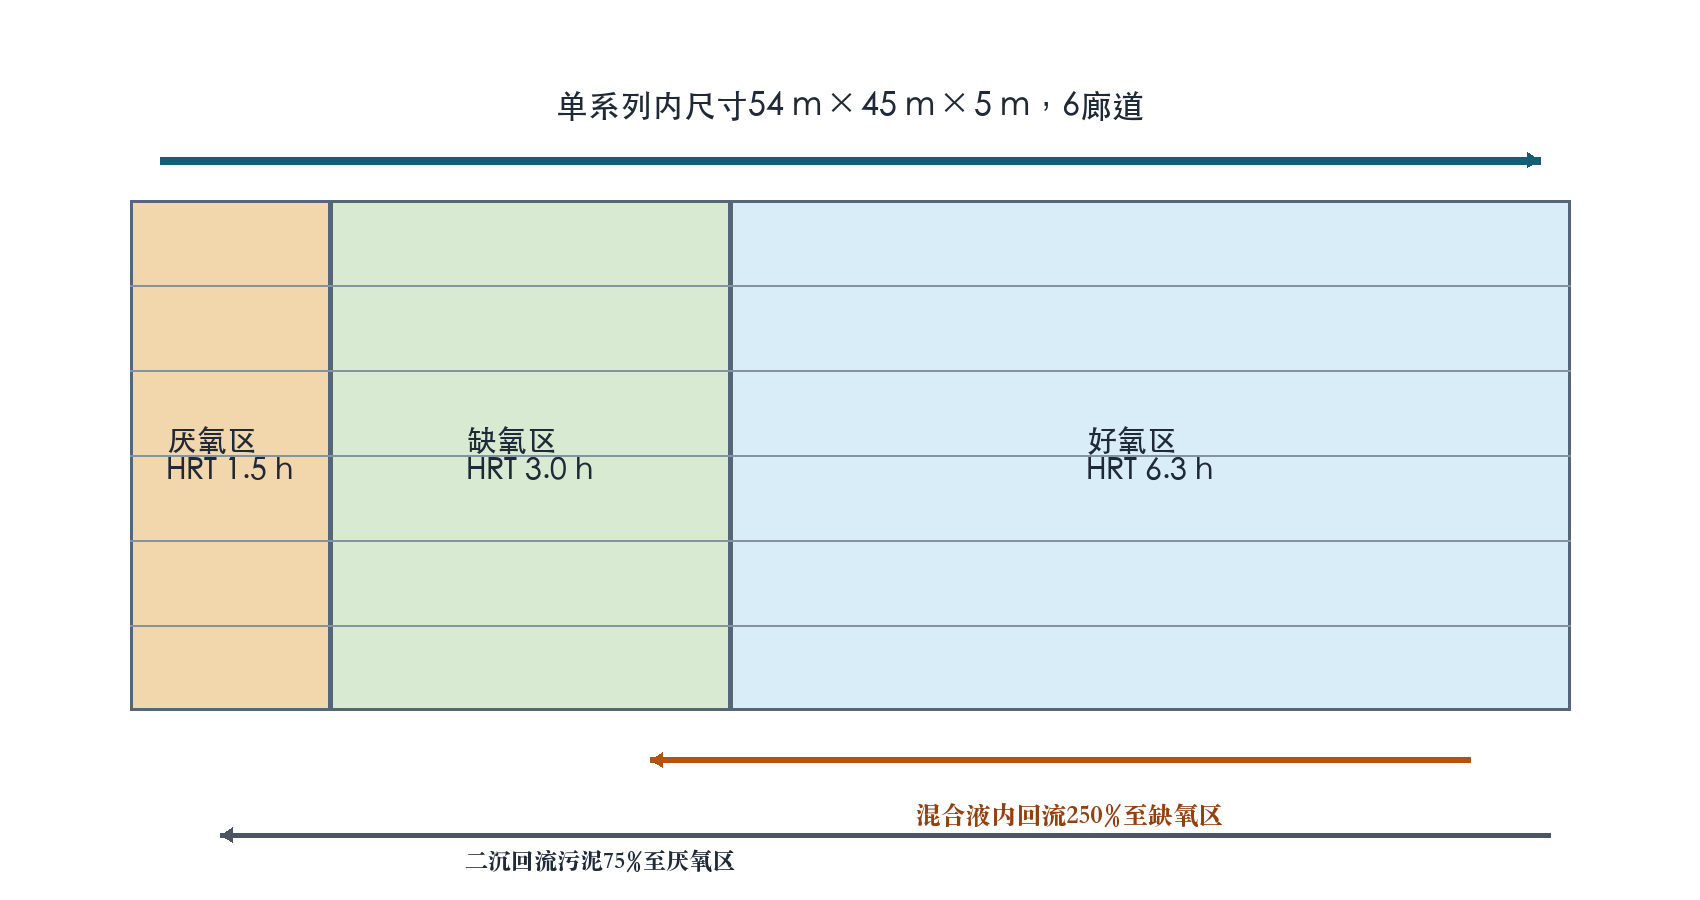 单系列内尺寸54 m × 45 m × 5 m，6廊道
厌氧区
HRT 1.5 h
缺氧区
HRT 3.0 h
好氧区
HRT 6.3 h
混合液内回流250%至缺氧区
二沉回流污泥75%至厌氧区